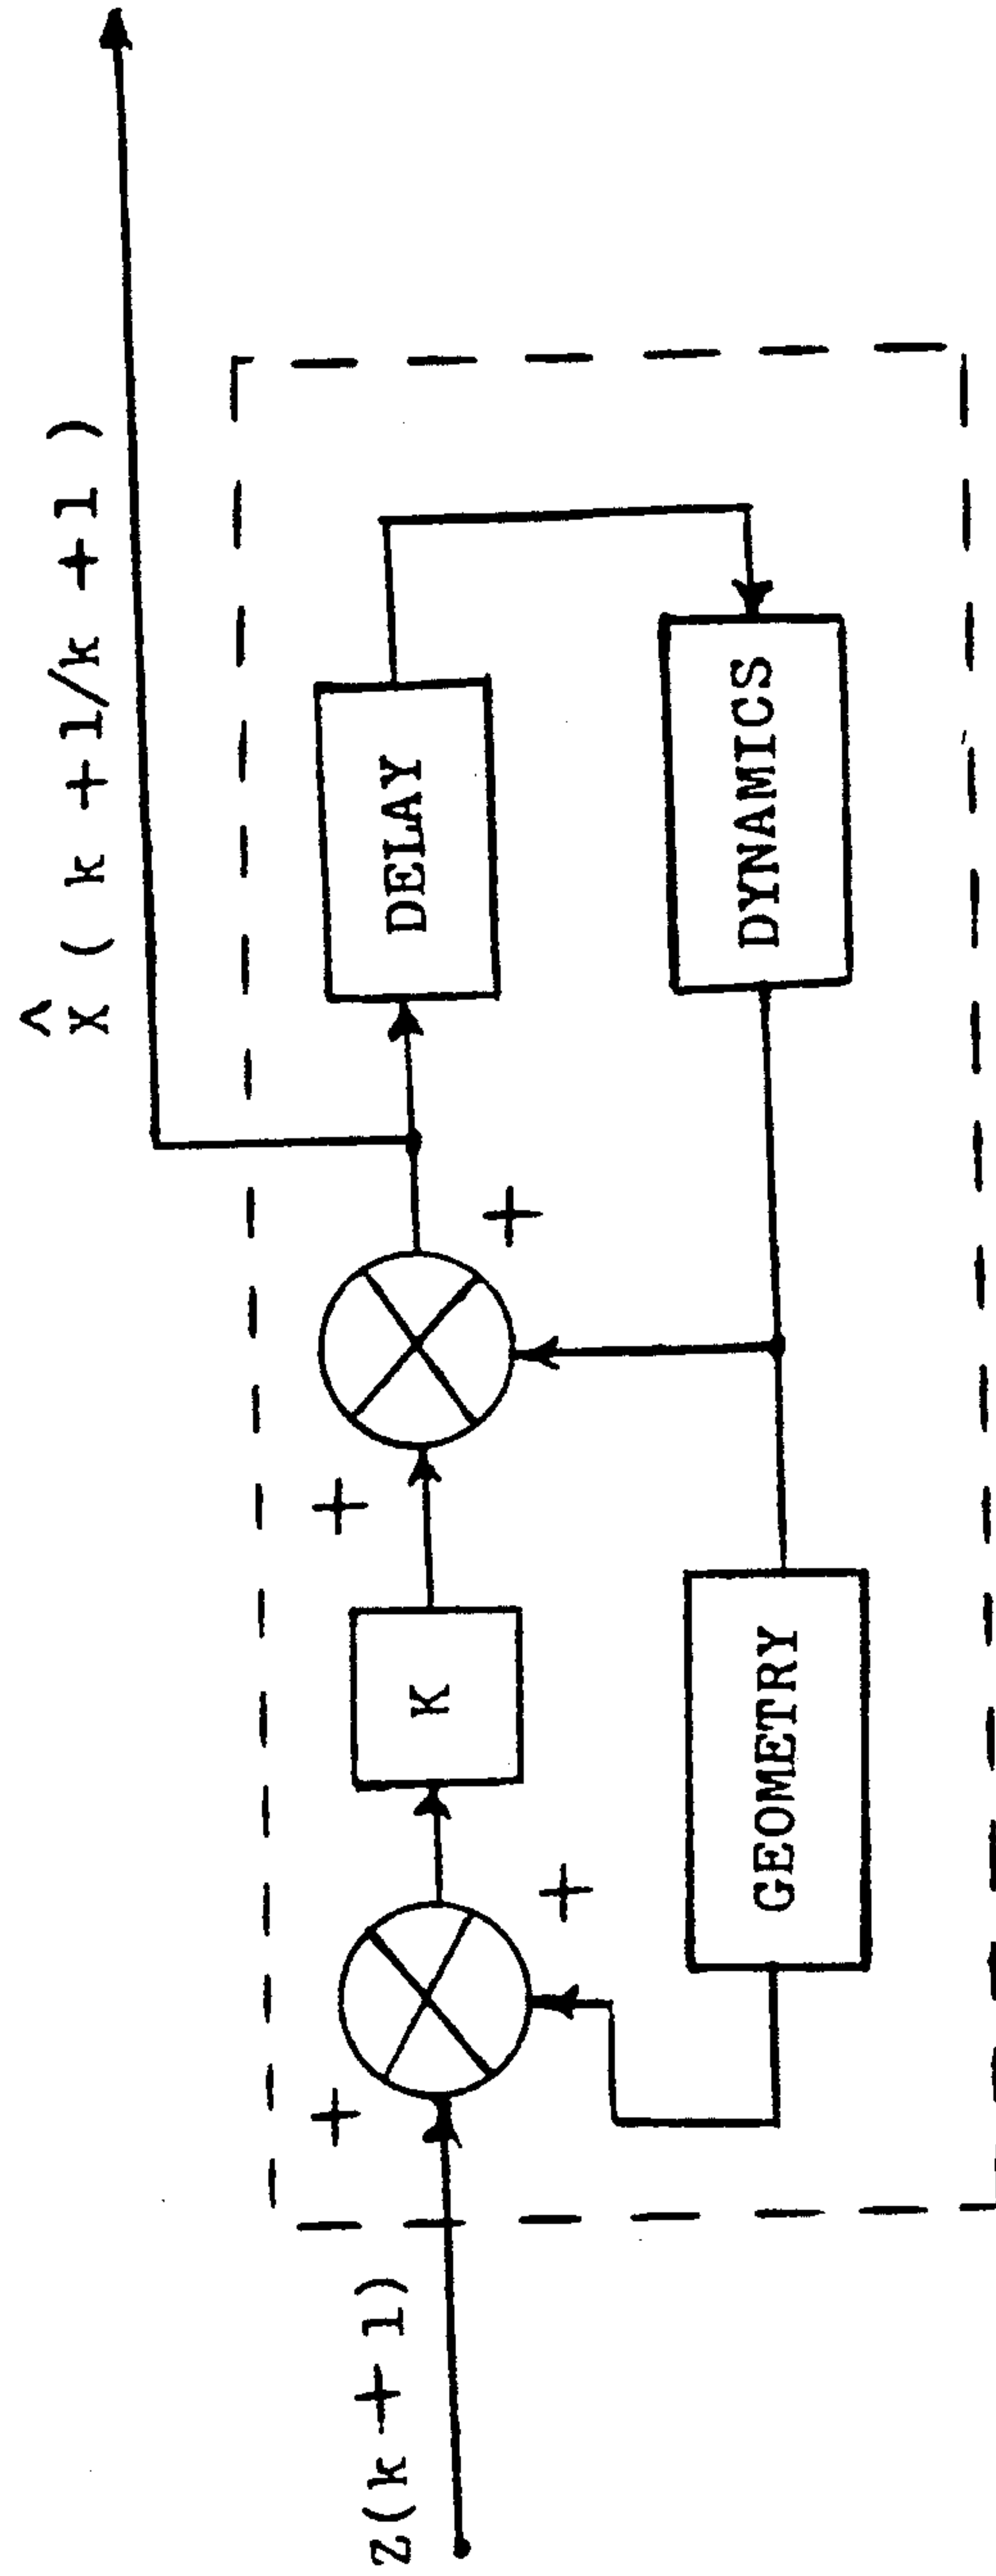 X̂ ( k + 1/k + 1 )
Z(k + 1)
+
+
K
+
+
DELAY
GEOMETRY
DYNAMICS